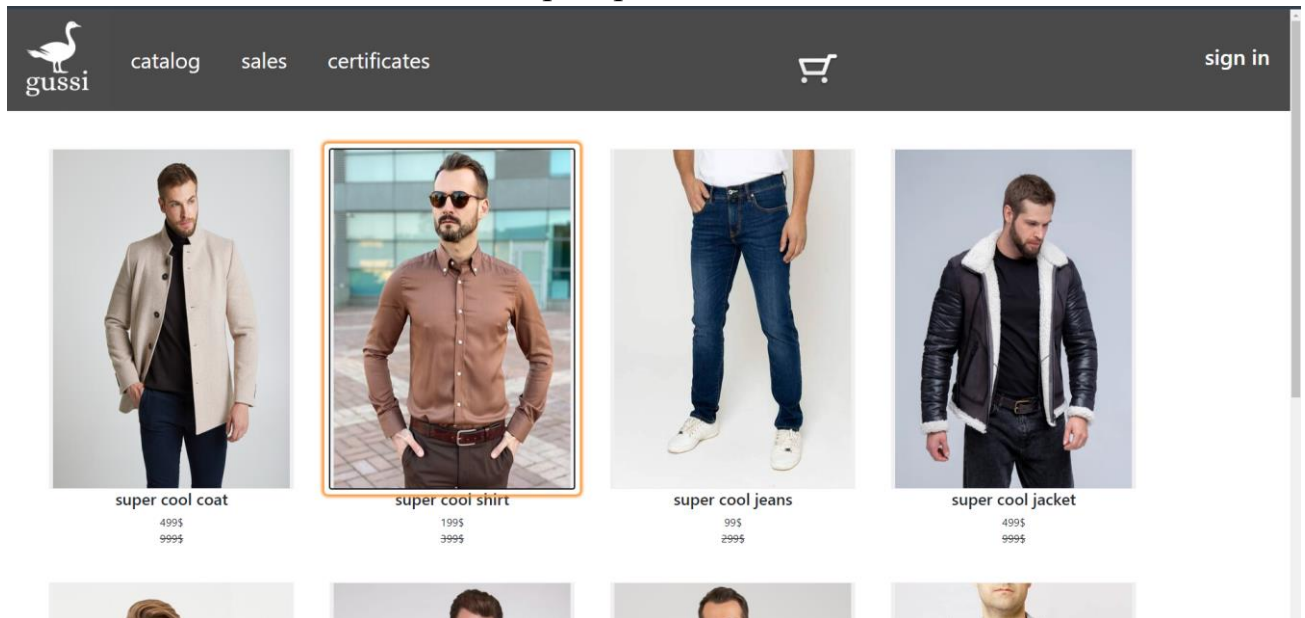 gussi
catalog sales certificates
sign in
super cool coat
499$
999$
super cool shirt
199$
399$
super cool jeans
99$
299$
super cool jacket
499$
999$